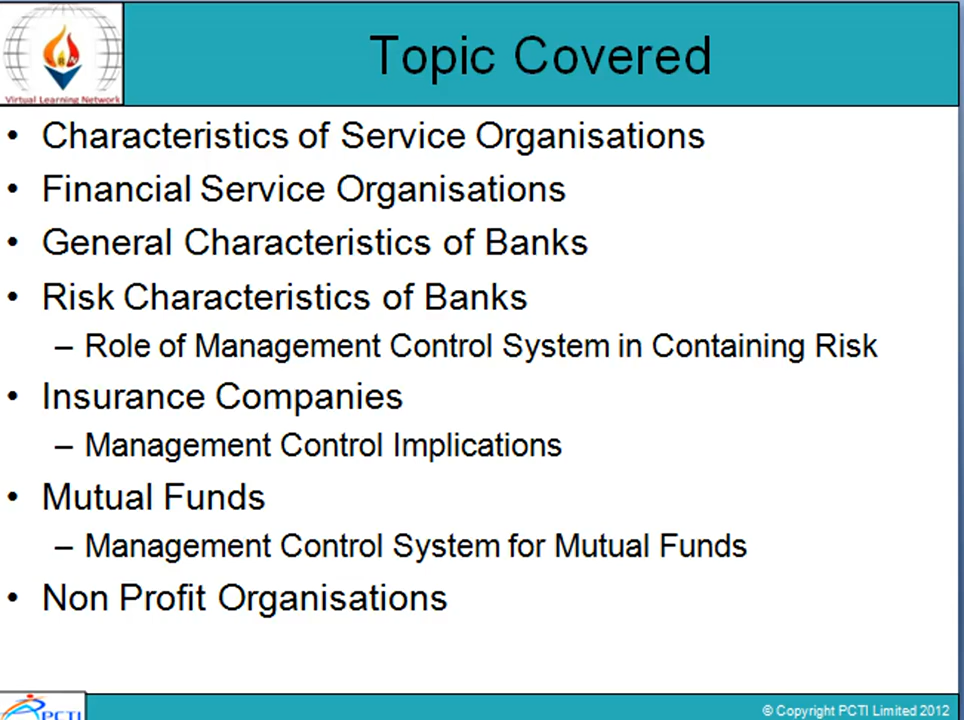 Topic Covered
Virtual Learning Network
• Characteristics of Service Organisations
• Financial Service Organisations
• General Characteristics of Banks
• Risk Characteristics of Banks
– Role of Management Control System in Containing Risk
• Insurance Companies
– Management Control Implications
• Mutual Funds
– Management Control System for Mutual Funds
• Non Profit Organisations
PCTI
© Copyright PCTI Limited 2012